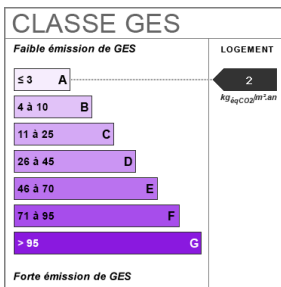 CLASSE GES
Faible émission de GES
LOGEMENT
≤ 3 A
2
kgéqCO2/m².an
4 à 10 B
11 à 25 C
26 à 45 D
46 à 70 E
71 à 95 F
> 95 G
Forte émission de GES